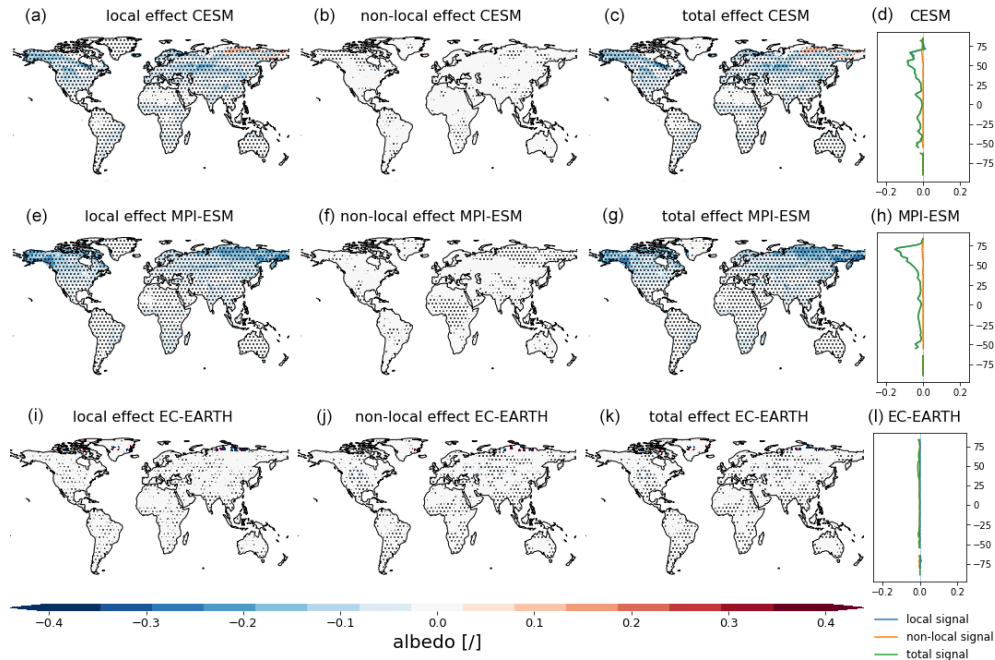 (a) local effect CESM
(b) non-local effect CESM
(c) total effect CESM
(d) CESM
75
50
25
0
−25
−50
−75
−0.2 0.0 0.2
(e) local effect MPI-ESM
(f) non-local effect MPI-ESM
(g) total effect MPI-ESM
(h) MPI-ESM
75
50
25
0
−25
−50
−75
−0.2 0.0 0.2
(i) local effect EC-EARTH
(j) non-local effect EC-EARTH
(k) total effect EC-EARTH
(l) EC-EARTH
75
50
25
0
−25
−50
−75
−0.2 0.0 0.2
−0.4 −0.3 −0.2 −0.1 0.0 0.1 0.2 0.3 0.4
albedo [/]
local signal
non-local signal
total signal